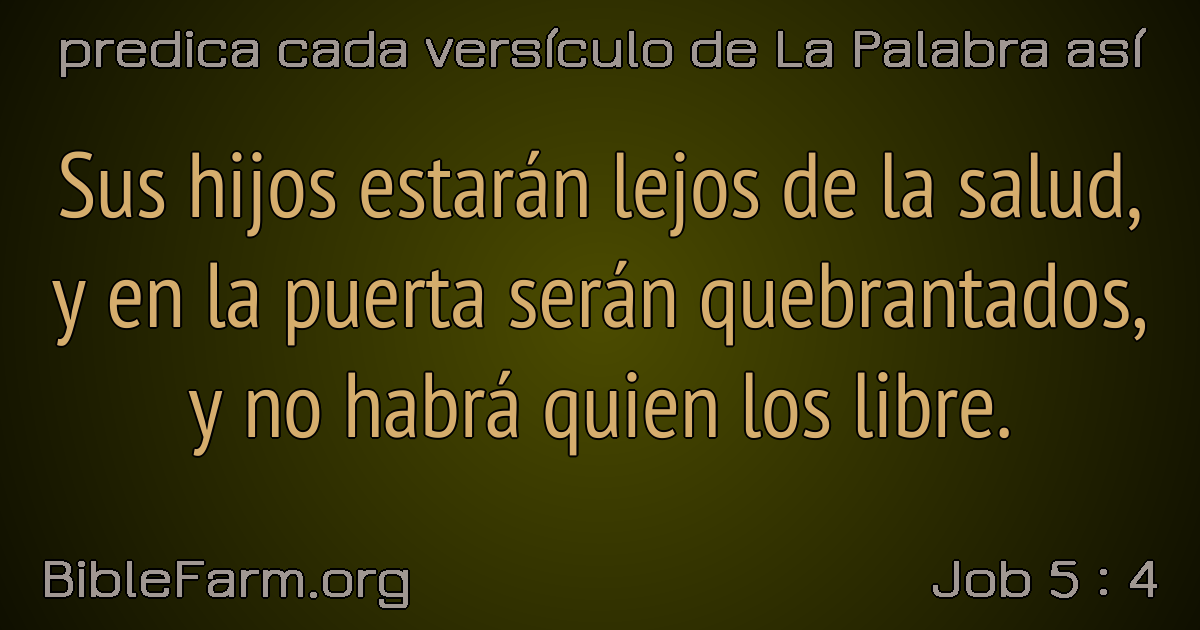 predica cada versículo de La Palabra así
Sus hijos estarán lejos de la salud,
y en la puerta serán quebrantados,
y no habrá quien los libre.
BibleFarm.org
Job 5 : 4